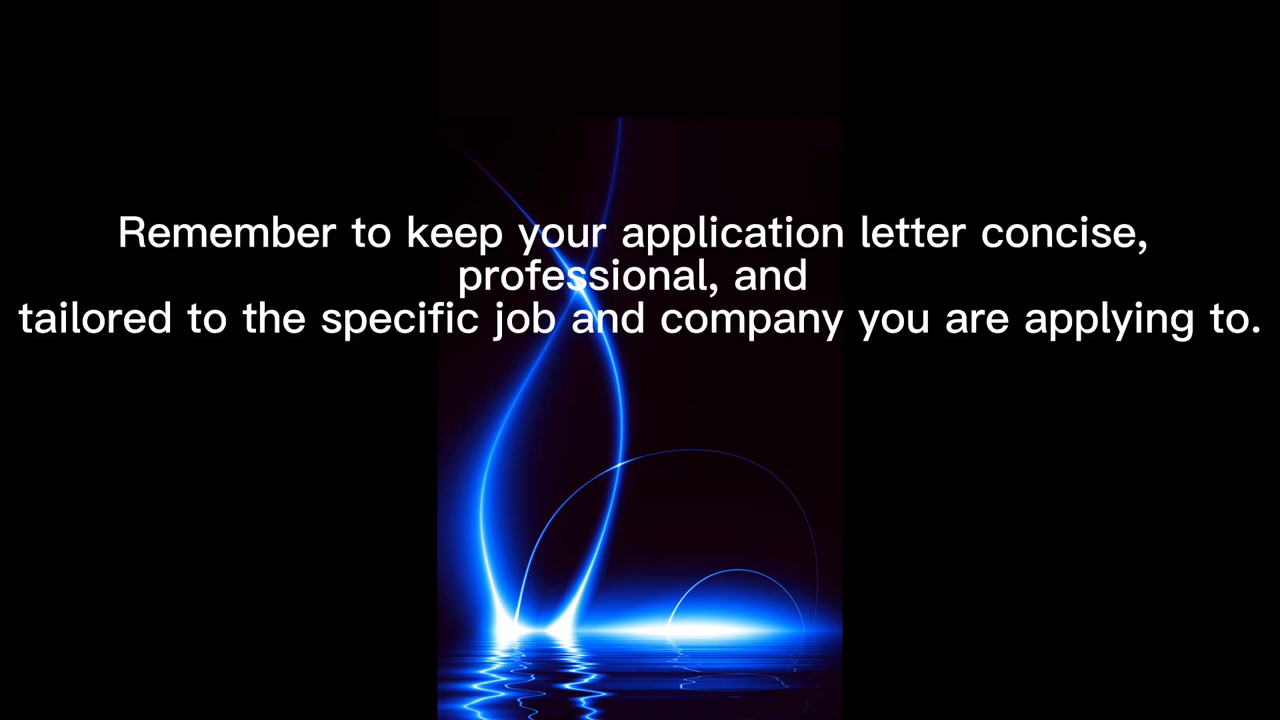 Remember to keep your application letter concise,
professional, and
tailored to the specific job and company you are applying to.